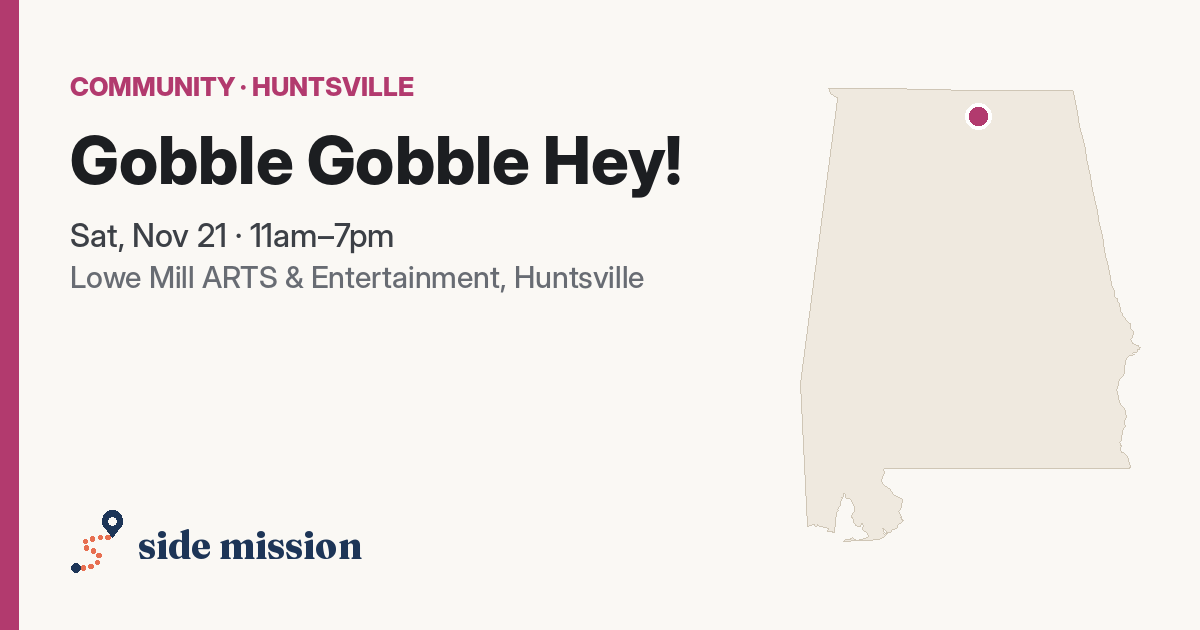 COMMUNITY · HUNTSVILLE
Gobble Gobble Hey!
Sat, Nov 21 · 11am–7pm
Lowe Mill ARTS & Entertainment, Huntsville
side mission